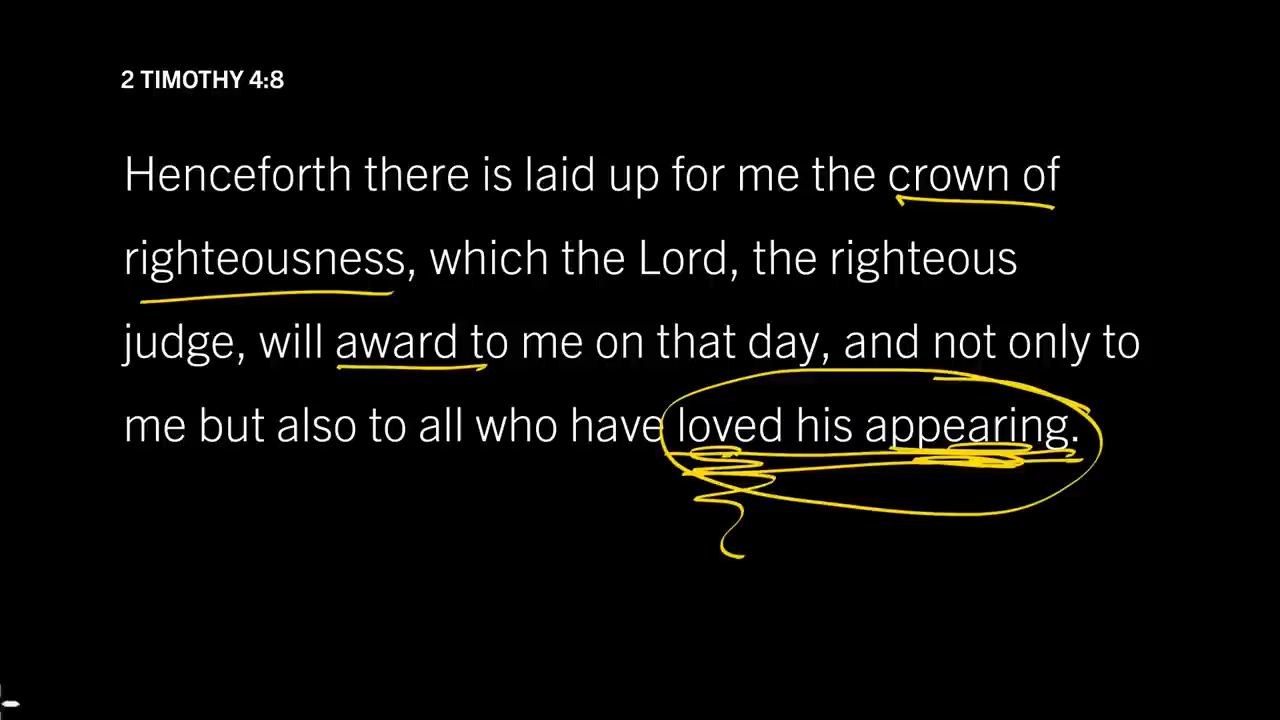 2 TIMOTHY 4:8
Henceforth there is laid up for me the crown of
righteousness, which the Lord, the righteous
judge, will award to me on that day, and not only to
me but also to all who have loved his appearing.